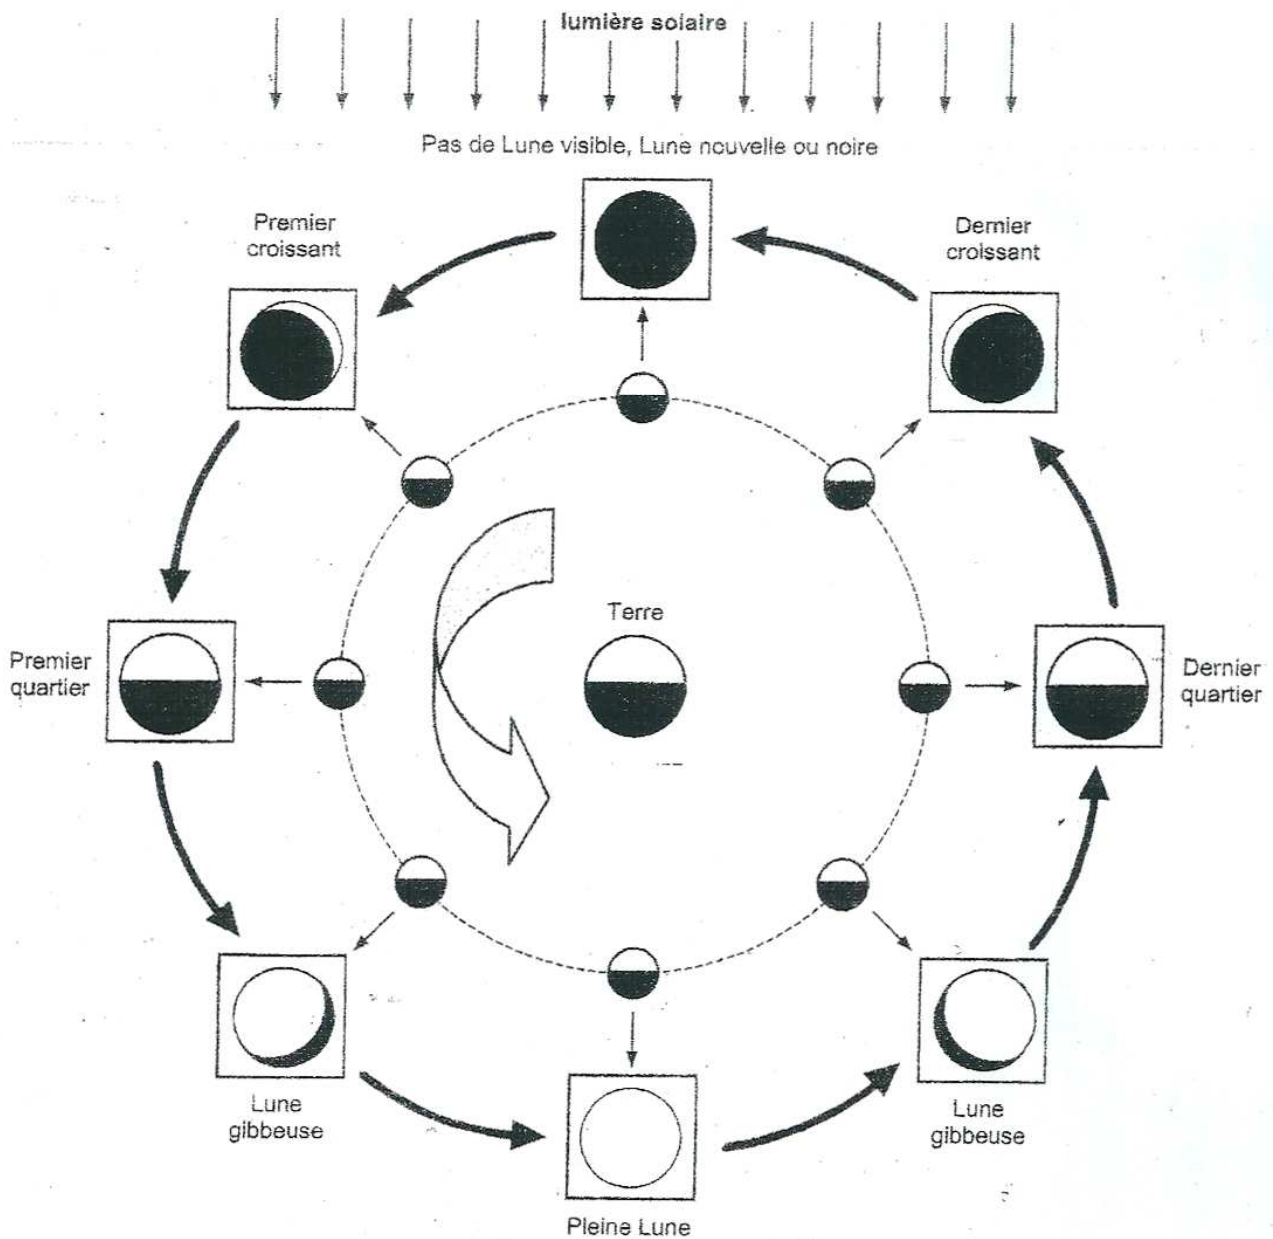 lumière solaire
Pas de Lune visible, Lune nouvelle ou noire
Premier
croissant
Dernier
croissant
Premier
quartier
Terre
Dernier
quartier
Lune
gibbeuse
Lune
gibbeuse
Pleine Lune